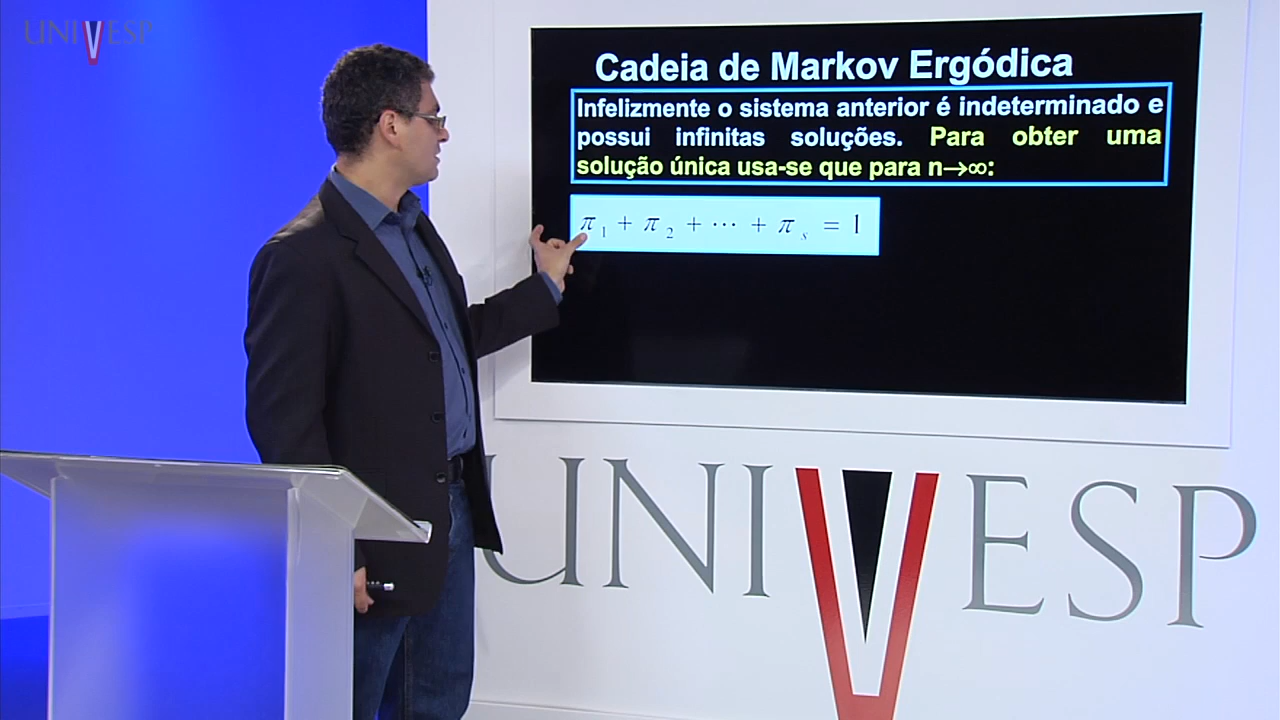 UNIVESP
Cadeia de Markov Ergódica
Infelizmente o sistema anterior é indeterminado e
possui infinitas soluções. Para obter uma
solução única usa-se que para n→∞:
π₁ + π₂ + ⋯ + πₛ = 1
UNIVESP